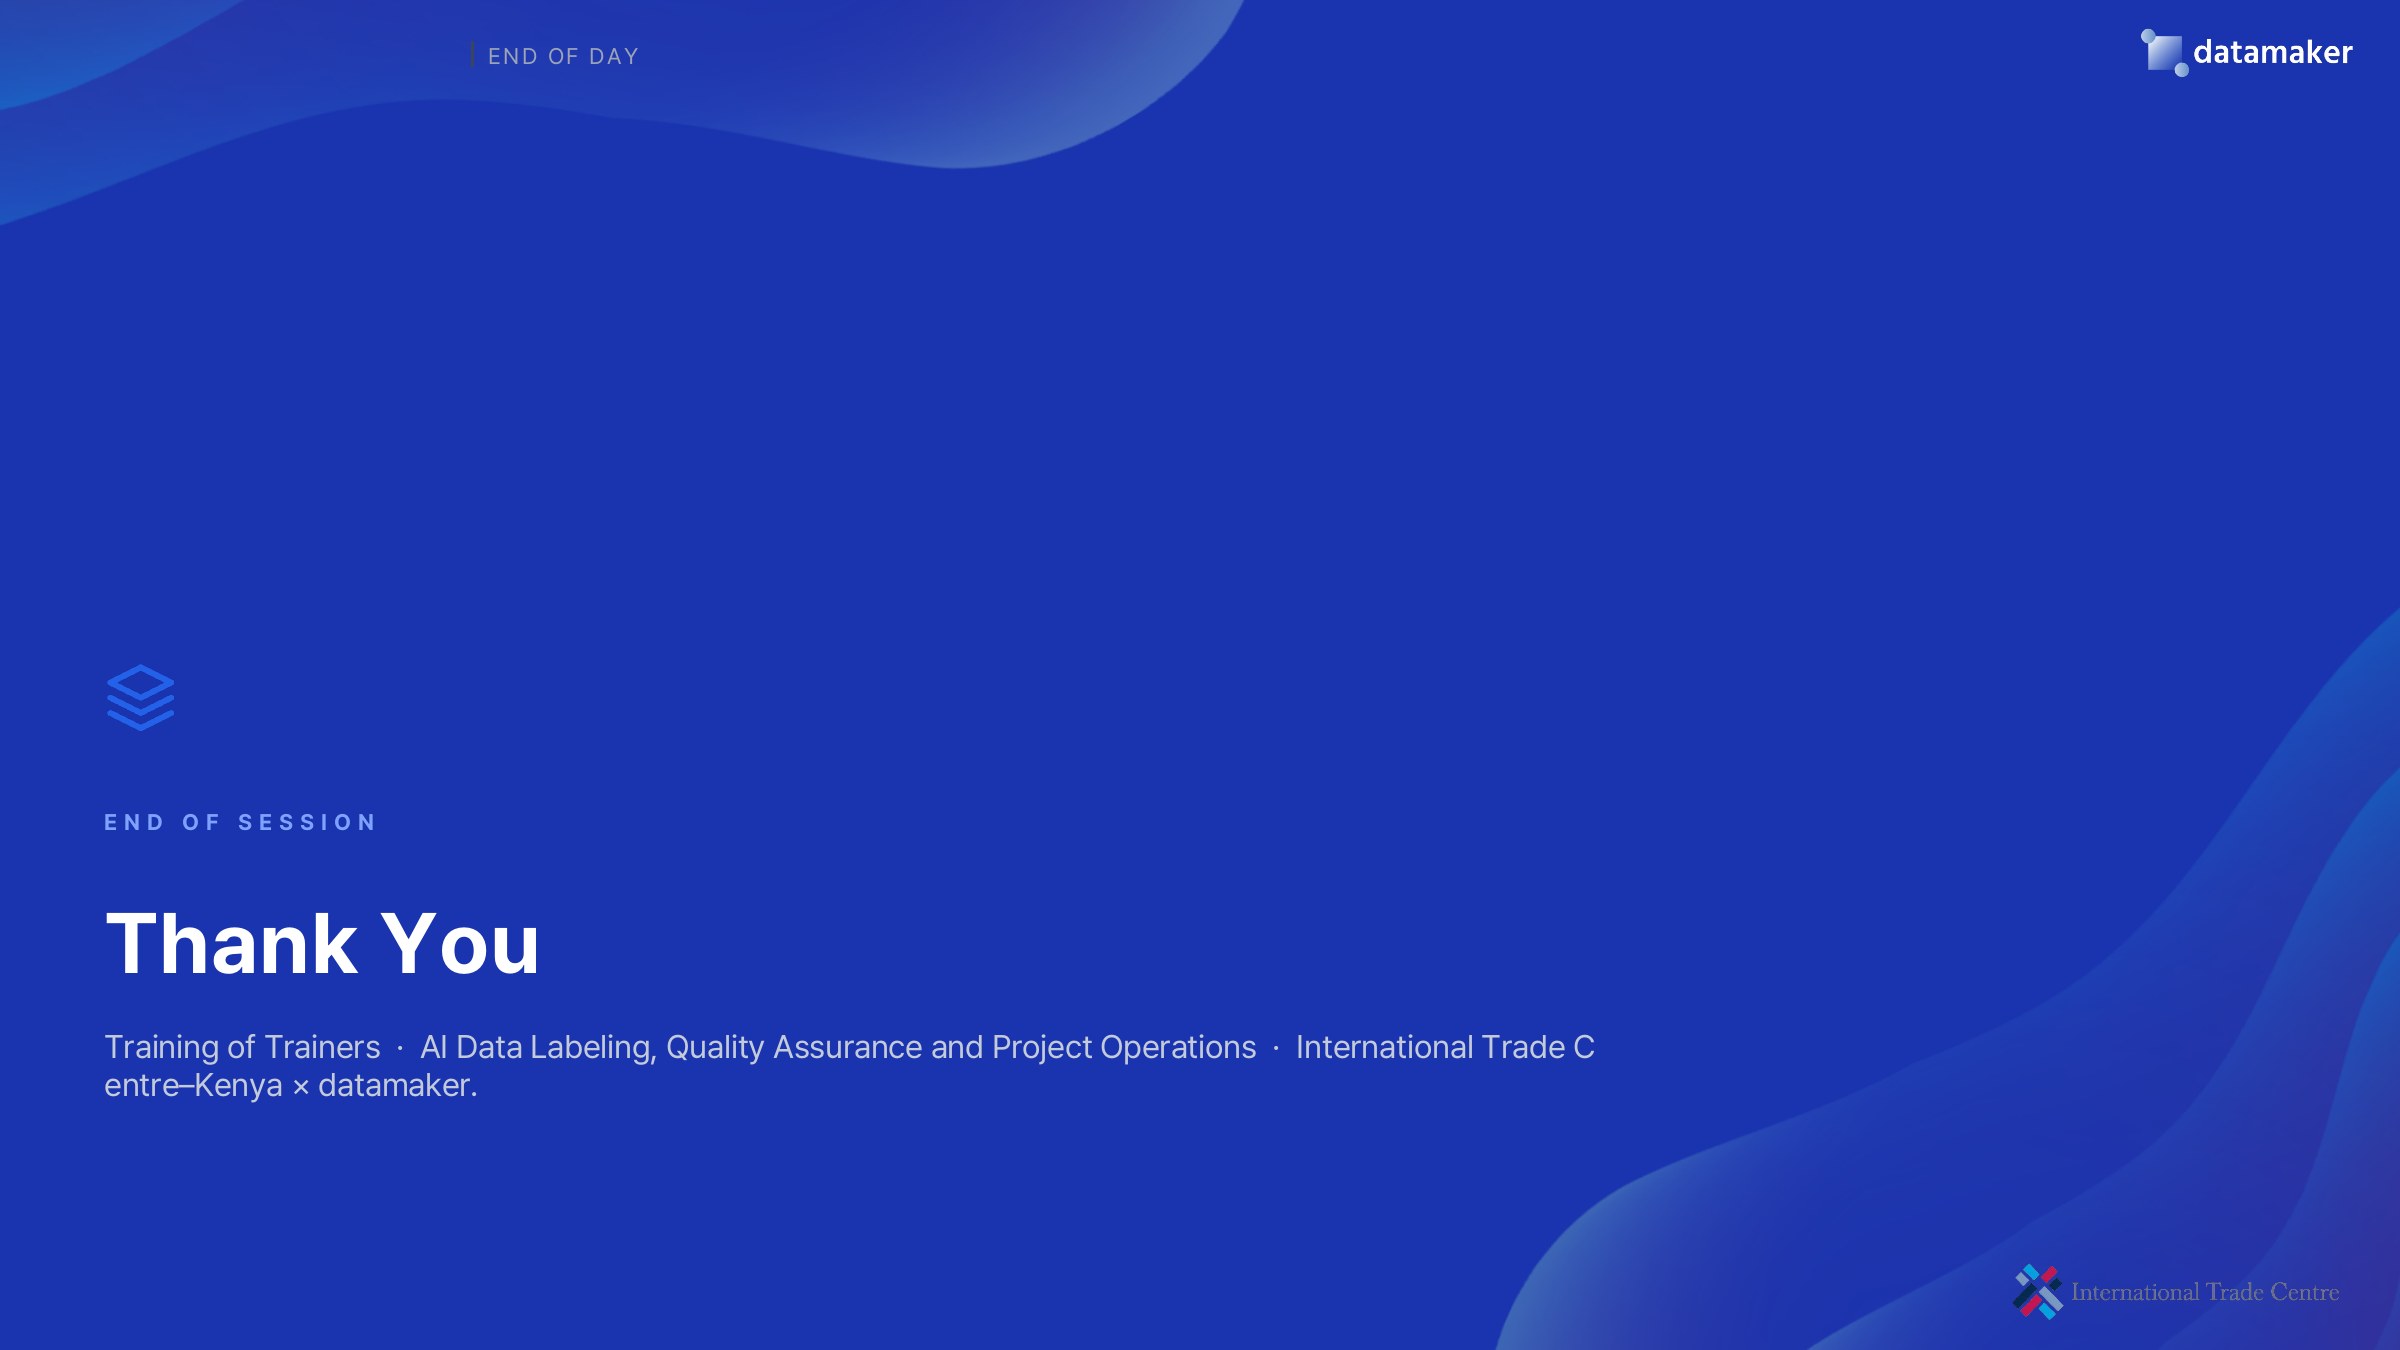 END OF DAY
datamaker
END OF SESSION
Thank You
Training of Trainers · AI Data Labeling, Quality Assurance and Project Operations · International Trade C
entre–Kenya × datamaker.
International Trade Centre